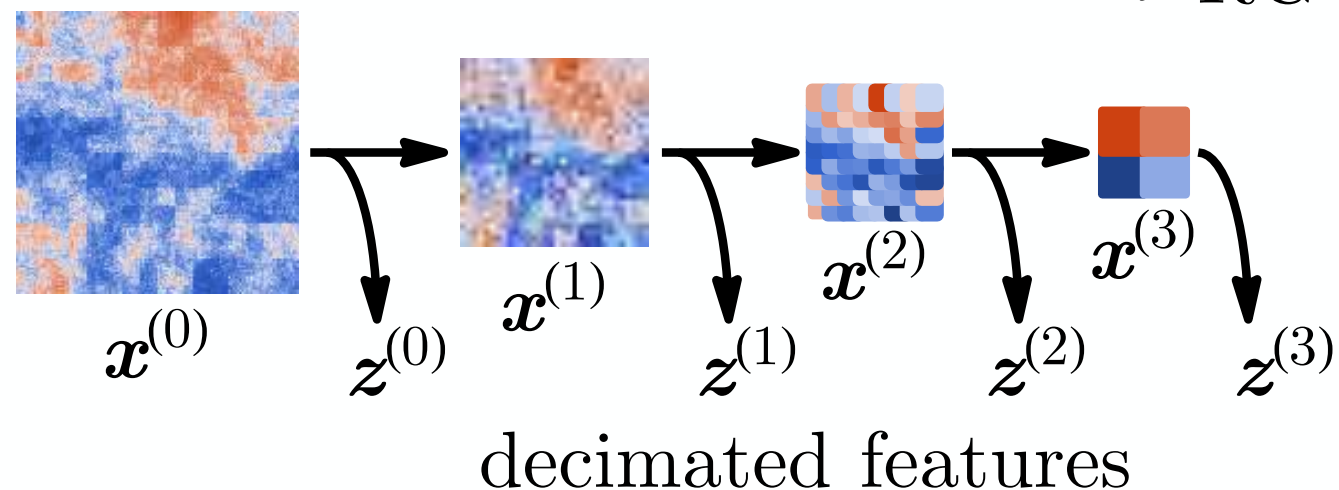 x^(0)
z^(0)
x^(1)
z^(1)
x^(2)
z^(2)
x^(3)
z^(3)
decimated features